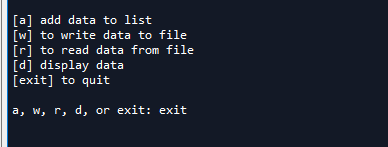 [a] add data to list
[w] to write data to file
[r] to read data from file
[d] display data
[exit] to quit
a, w, r, d, or exit: exit